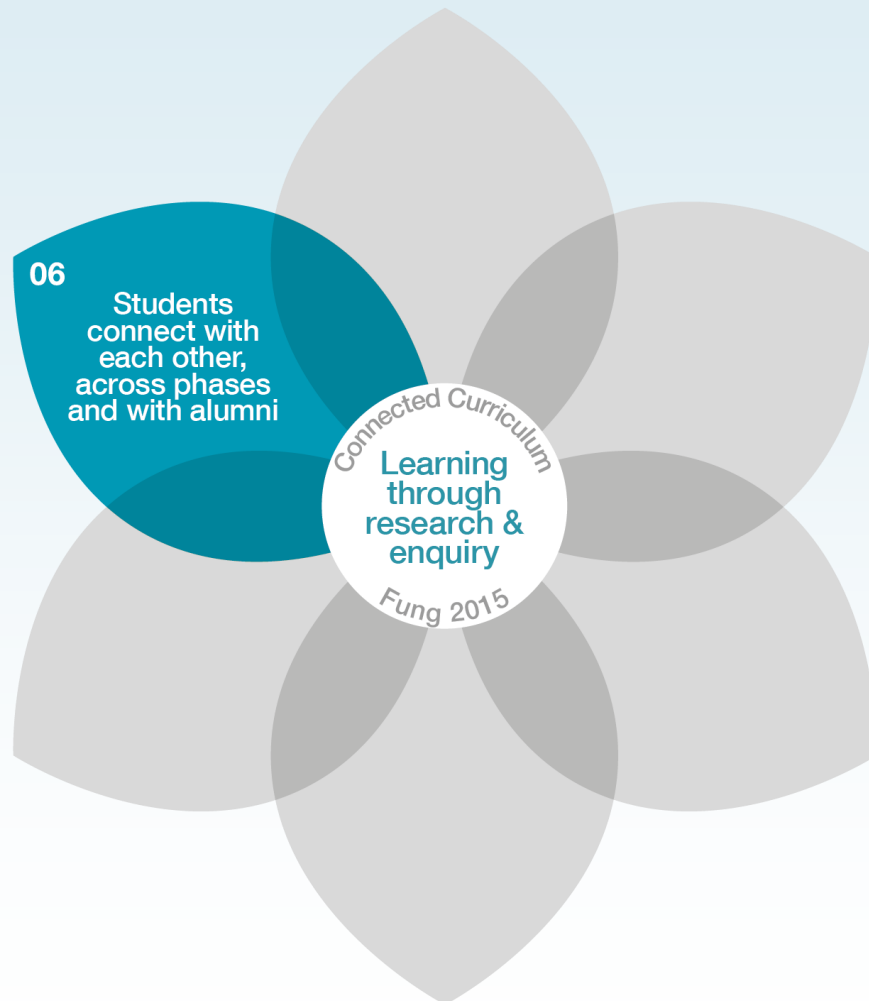 06
Students
connect with
each other,
across phases
and with alumni
Connected Curriculum
Learning
through
research &
enquiry
Fung 2015